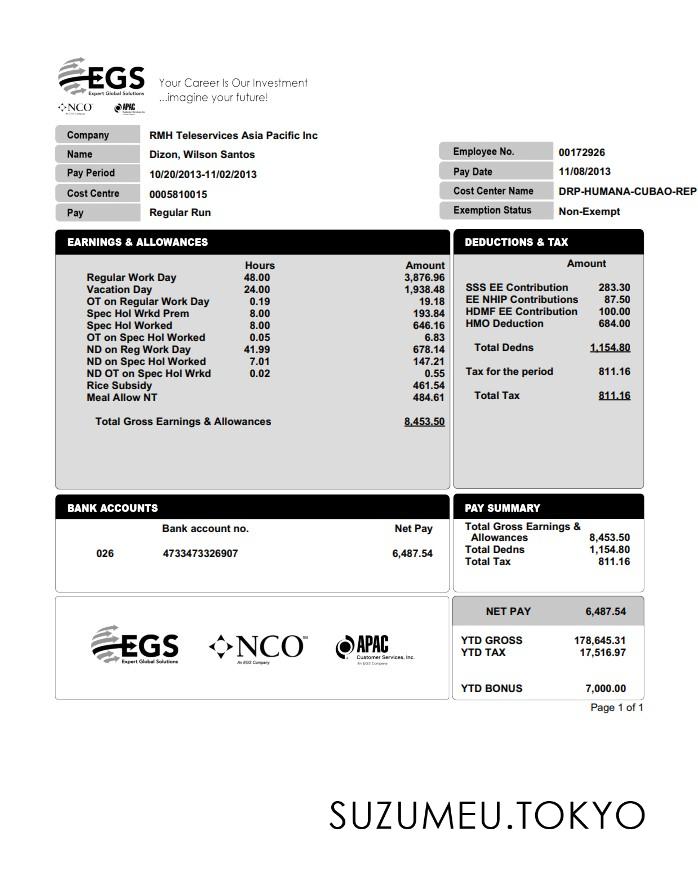 EGS
Expert Global Solutions
Your Career Is Our Investment
...imagine your future!
NCO
APAC
Company RMH Teleservices Asia Pacific Inc
Name Dizon, Wilson Santos
Employee No. 00172926
Pay Period 10/20/2013-11/02/2013
Pay Date 11/08/2013
Cost Centre 0005810015
Cost Center Name DRP-HUMANA-CUBAO-REP
Pay Regular Run
Exemption Status Non-Exempt
EARNINGS & ALLOWANCES
Hours Amount
Regular Work Day 48.00 3,876.96
Vacation Day 24.00 1,938.48
OT on Regular Work Day 0.19 19.18
Spec Hol Wrkd Prem 8.00 193.84
Spec Hol Worked 8.00 646.16
OT on Spec Hol Worked 0.05 6.83
ND on Reg Work Day 41.99 678.14
ND on Spec Hol Worked 7.01 147.21
ND OT on Spec Hol Wrkd 0.02 0.55
Rice Subsidy 461.54
Meal Allow NT 484.61
Total Gross Earnings & Allowances 8,453.50
DEDUCTIONS & TAX
Amount
SSS EE Contribution 283.30
EE NHIP Contributions 87.50
HDMF EE Contribution 100.00
HMO Deduction 684.00
Total Dedns 1,154.80
Tax for the period 811.16
Total Tax 811.16
BANK ACCOUNTS
Bank account no. Net Pay
026 4733473326907 6,487.54
PAY SUMMARY
Total Gross Earnings &
Allowances 8,453.50
Total Dedns 1,154.80
Total Tax 811.16
EGS
Expert Global Solutions
NCO
An EGS Company
APAC
Customer Services, Inc.
An EGS Company
NET PAY 6,487.54
YTD GROSS 178,645.31
YTD TAX 17,516.97
YTD BONUS 7,000.00
Page 1 of 1
SUZUMEU.TOKYO